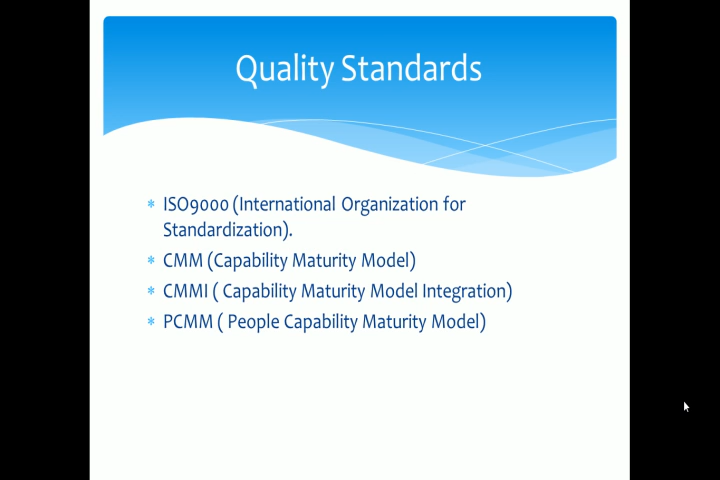 Quality Standards
* ISO9000 (International Organization for
Standardization).
* CMM (Capability Maturity Model)
* CMMI ( Capability Maturity Model Integration)
* PCMM ( People Capability Maturity Model)